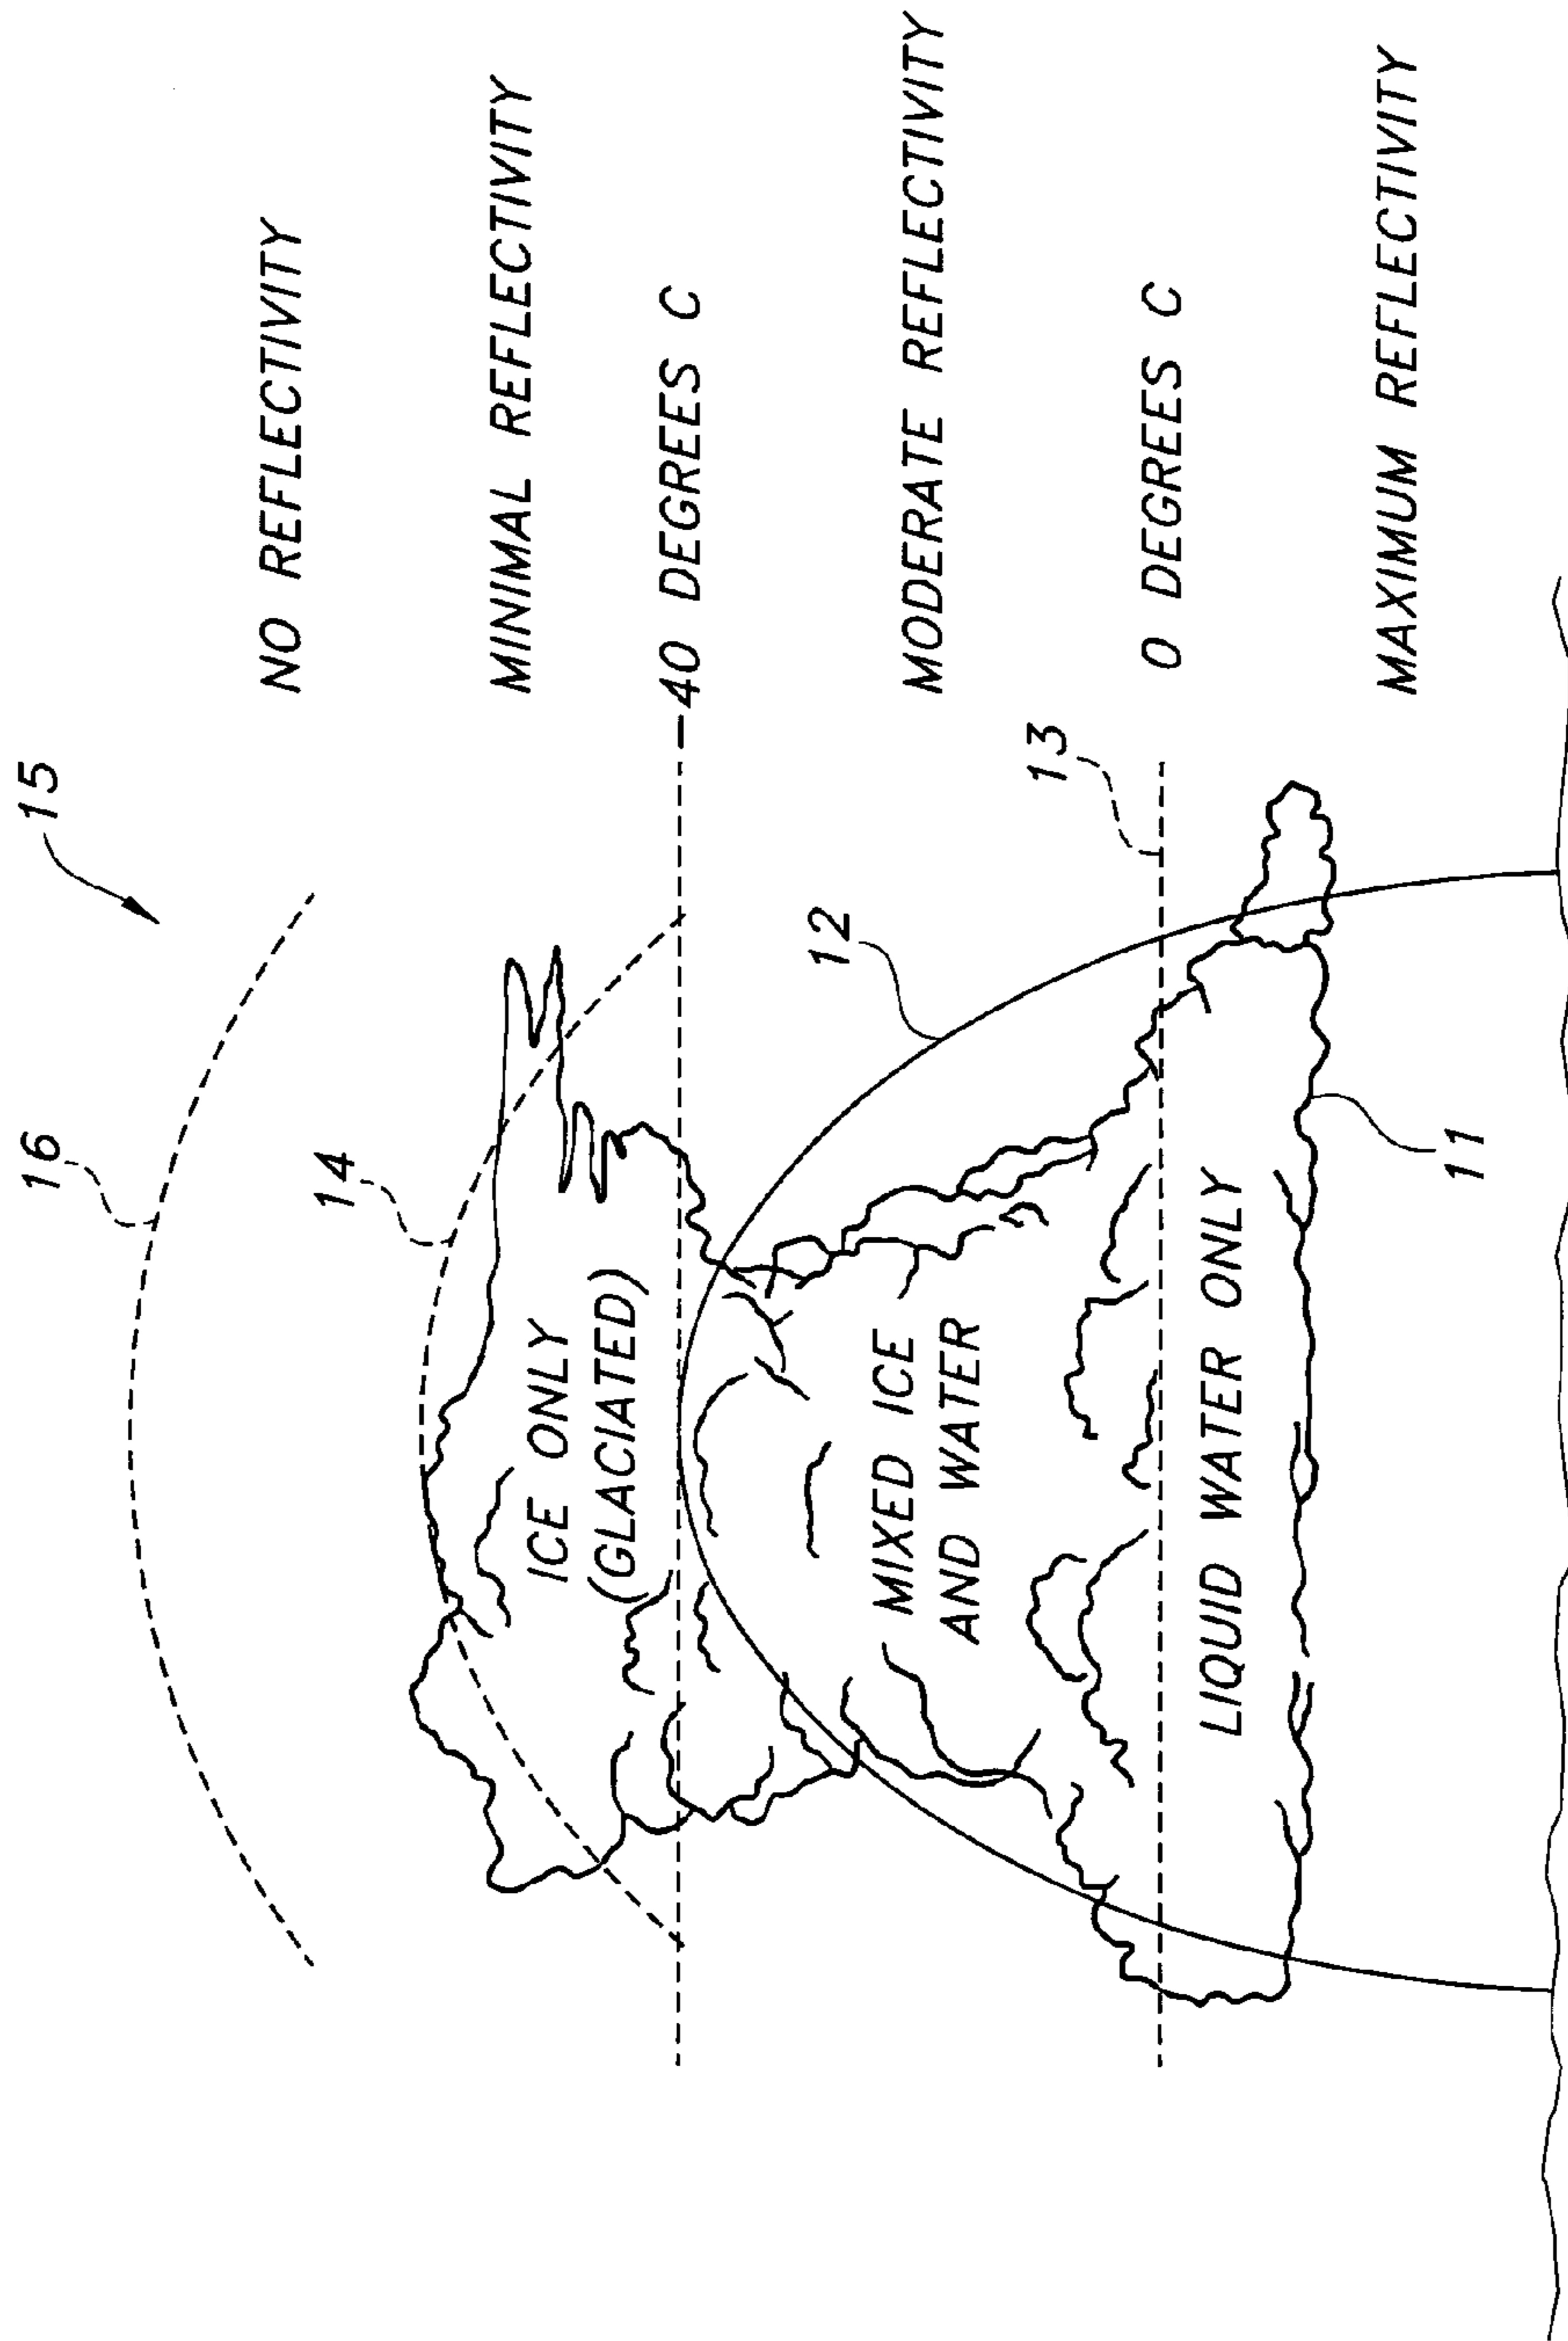 15
16
NO REFLECTIVITY
14
MINIMAL REFLECTIVITY
ICE ONLY
(GLACIATED)
-40 DEGREES C
12
MODERATE REFLECTIVITY
MIXED ICE
AND WATER
13
0 DEGREES C
LIQUID WATER ONLY
MAXIMUM REFLECTIVITY
11